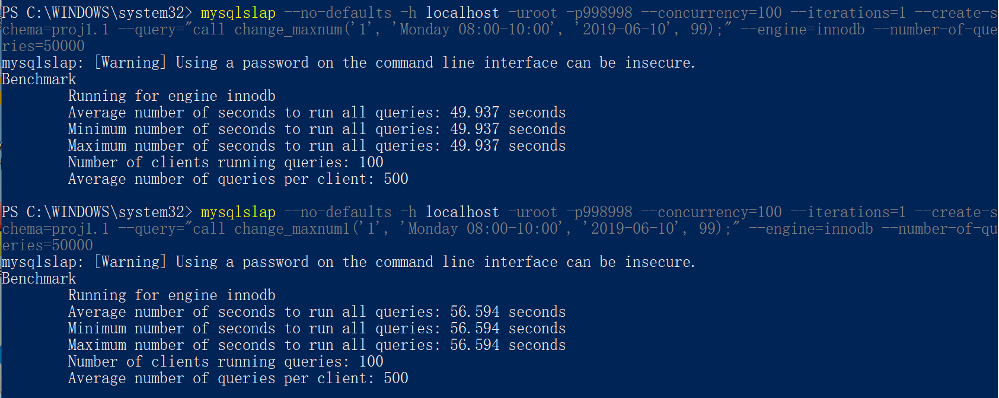 PS C:\WINDOWS\system32> mysqlslap --no-defaults -h localhost -uroot -p998998 --concurrency=100 --iterations=1 --create-s
chema=proj1.1 --query="call change_maxnum('1', 'Monday 08:00-10:00', '2019-06-10', 99);" --engine=innodb --number-of-que
ries=50000
mysqlslap: [Warning] Using a password on the command line interface can be insecure.
Benchmark
        Running for engine innodb
        Average number of seconds to run all queries: 49.937 seconds
        Minimum number of seconds to run all queries: 49.937 seconds
        Maximum number of seconds to run all queries: 49.937 seconds
        Number of clients running queries: 100
        Average number of queries per client: 500
PS C:\WINDOWS\system32> mysqlslap --no-defaults -h localhost -uroot -p998998 --concurrency=100 --iterations=1 --create-s
chema=proj1.1 --query="call change_maxnum1('1', 'Monday 08:00-10:00', '2019-06-10', 99);" --engine=innodb --number-of-qu
eries=50000
mysqlslap: [Warning] Using a password on the command line interface can be insecure.
Benchmark
        Running for engine innodb
        Average number of seconds to run all queries: 56.594 seconds
        Minimum number of seconds to run all queries: 56.594 seconds
        Maximum number of seconds to run all queries: 56.594 seconds
        Number of clients running queries: 100
        Average number of queries per client: 500